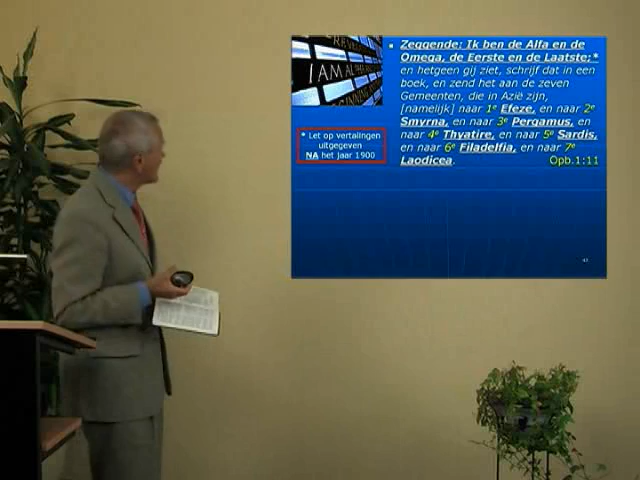 I AM AL
Zeggende: Ik ben de Alfa en de
Omega, de Eerste en de Laatste;*
en hetgeen gij ziet, schrijf dat in een
boek, en zend het aan de zeven
Gemeenten, die in Azië zijn,
[namelijk] naar 1e Efeze, en naar 2e
Smyrna, en naar 3e Pergamus, en
naar 4e Thyatire, en naar 5e Sardis,
en naar 6e Filadelfia, en naar 7e
Laodicea. Opb.1:11
* Let op vertalingen
uitgegeven
NA het jaar 1900